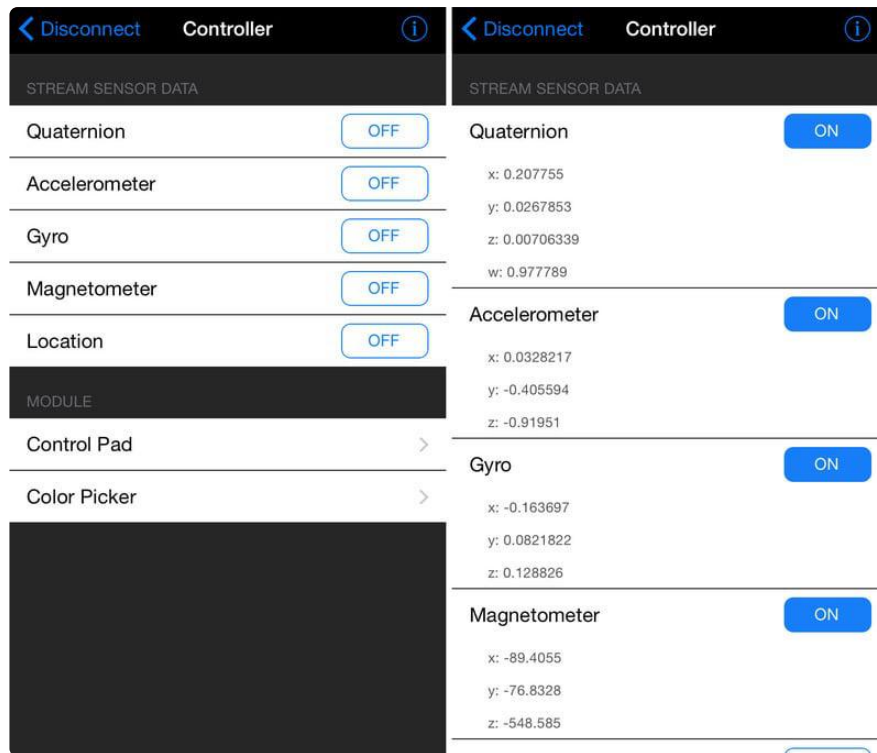 Disconnect Controller
STREAM SENSOR DATA
Quaternion OFF
Accelerometer OFF
Gyro OFF
Magnetometer OFF
Location OFF
MODULE
Control Pad
Color Picker
Disconnect Controller
STREAM SENSOR DATA
Quaternion ON
x: 0.207755
y: 0.0267853
z: 0.00706339
w: 0.977789
Accelerometer ON
x: 0.0328217
y: -0.405594
z: -0.91951
Gyro ON
x: -0.163697
y: 0.0821822
z: 0.128826
Magnetometer ON
x: -89.4055
y: -76.8328
z: -548.585